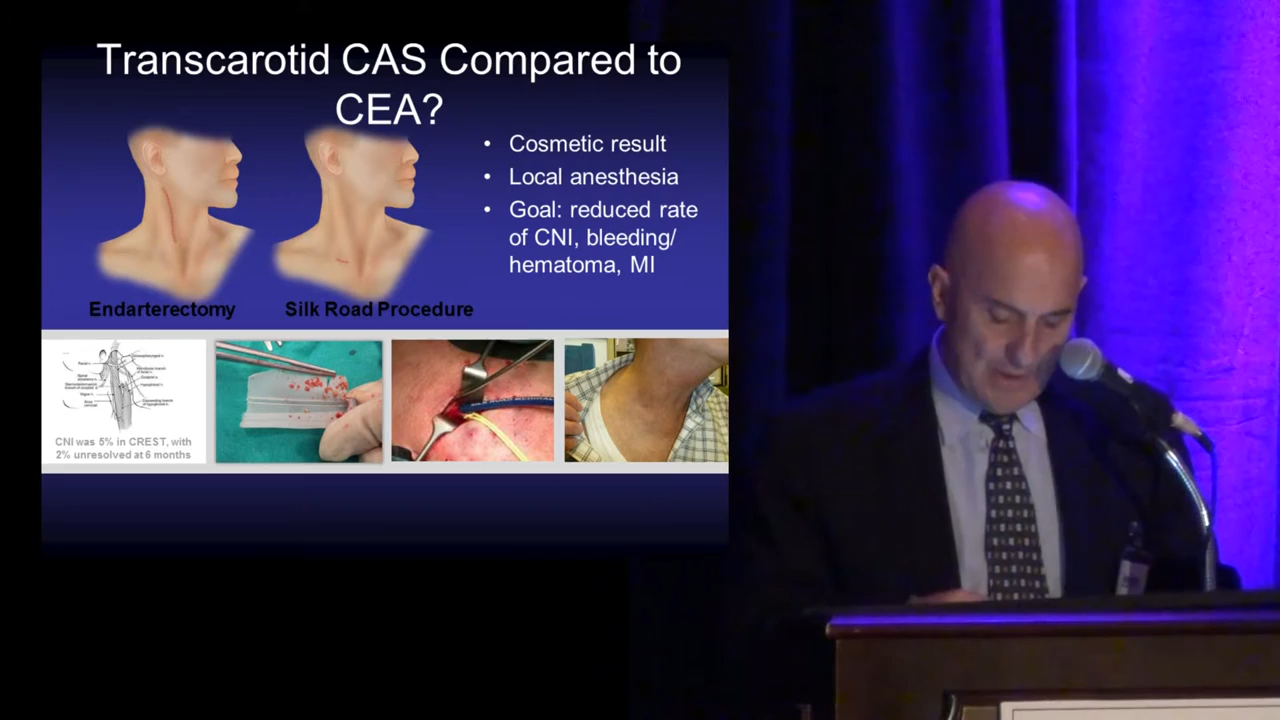 Transcarotid CAS Compared to
CEA?
• Cosmetic result
• Local anesthesia
• Goal: reduced rate
of CNI, bleeding/
hematoma, MI
Endarterectomy
Silk Road Procedure
CNI was 5% in CREST, with
2% unresolved at 6 months